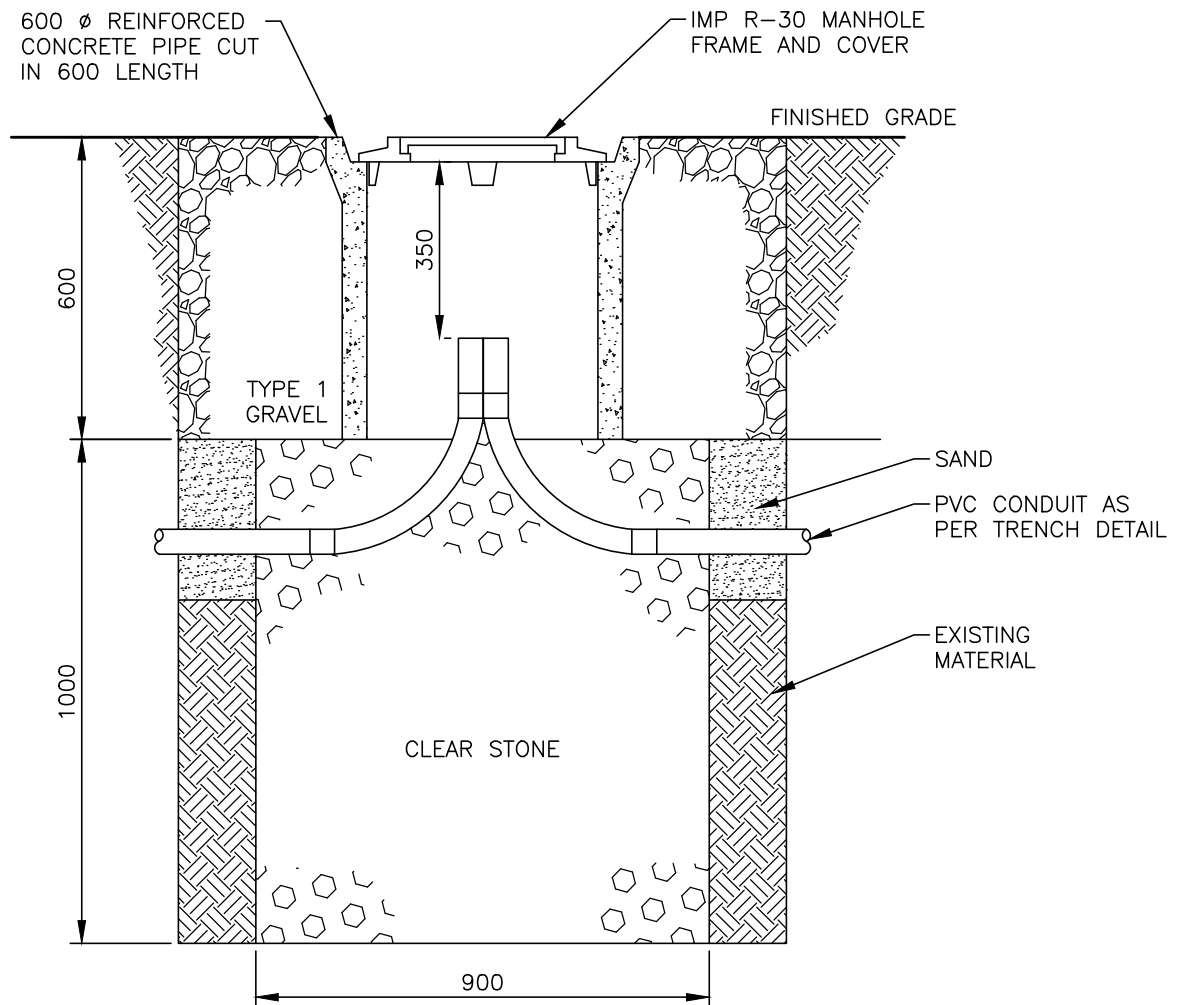 600 Ø REINFORCED
CONCRETE PIPE CUT
IN 600 LENGTH
IMP R-30 MANHOLE
FRAME AND COVER
FINISHED GRADE
350
600
TYPE 1
GRAVEL
SAND
PVC CONDUIT AS
PER TRENCH DETAIL
EXISTING
MATERIAL
1000
CLEAR STONE
900